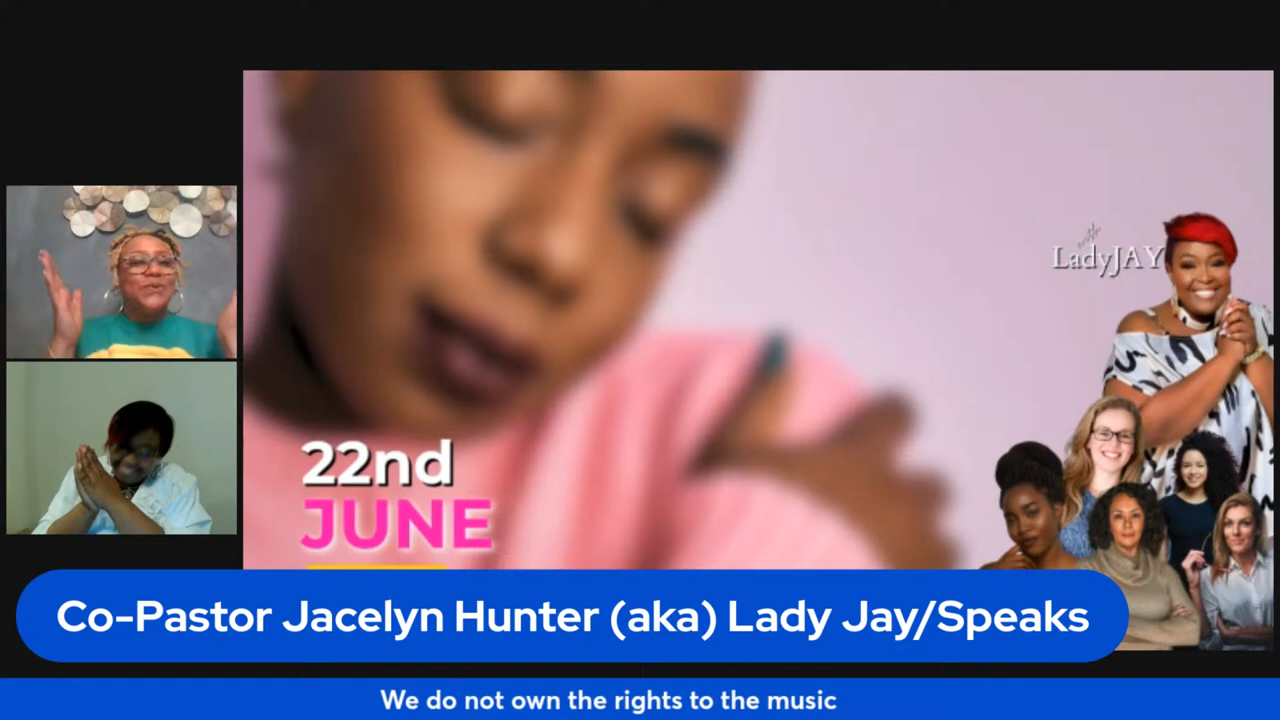 with
LadyJAY
22nd
JUNE
Co-Pastor Jacelyn Hunter (aka) Lady Jay/Speaks
We do not own the rights to the music